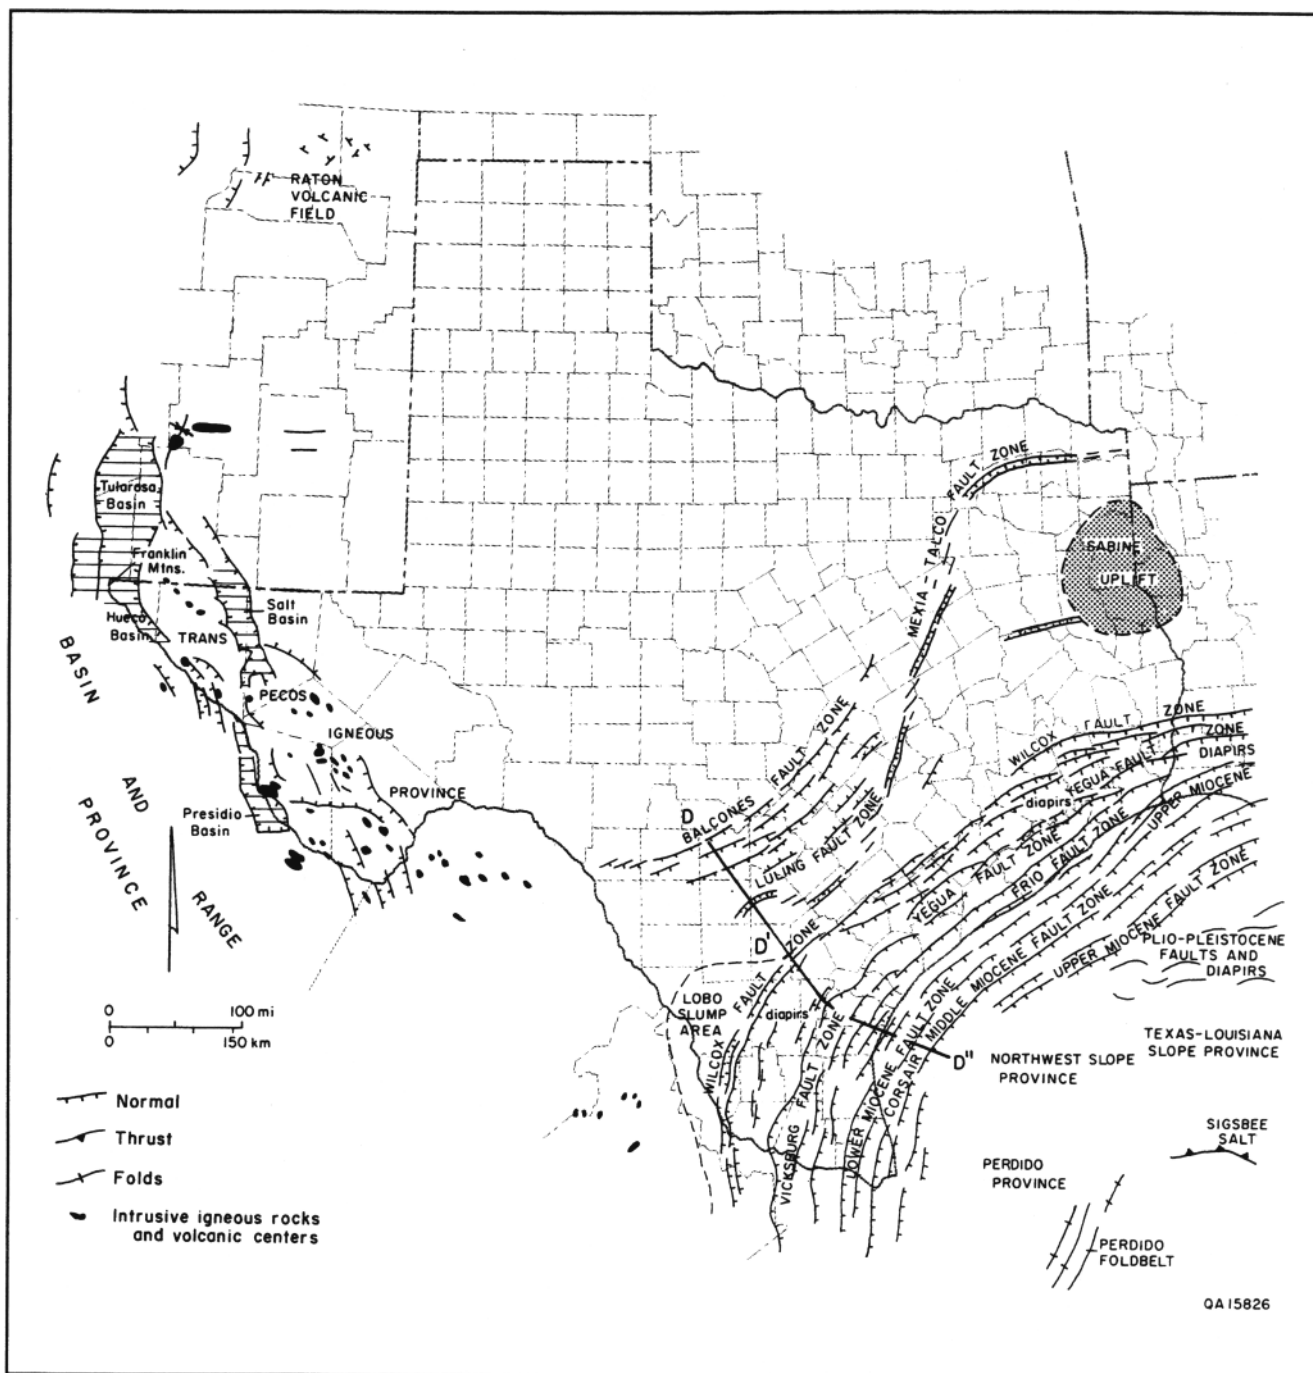 RATON
VOLCANIC
FIELD
Tularosa
Basin
Franklin
Mtns.
Hueco
Basin
Salt
Basin
TRANS
PECOS
IGNEOUS
PROVINCE
Presidio
Basin
BASIN
AND
RANGE
PROVINCE
MEXIA - TALCO FAULT ZONE
SABINE
UPLIFT
BALCONES FAULT ZONE
LULING FAULT ZONE
WILCOX FAULT ZONE
YEGUA FAULT ZONE
DIAPIRS
diapirs
YEGUA FAULT ZONE
FRIO FAULT ZONE
UPPER MIOCENE
D
D'
D"
WILCOX FAULT ZONE
LOBO
SLUMP
AREA
diapirs
VICKSBURG FAULT ZONE
LOWER MIOCENE FAULT ZONE
CORSAIR MIDDLE MIOCENE FAULT ZONE
UPPER MIOCENE FAULT ZONE
PLIO-PLEISTOCENE
FAULTS AND
DIAPIRS
TEXAS-LOUISIANA
SLOPE PROVINCE
NORTHWEST SLOPE
PROVINCE
SIGSBEE
SALT
PERDIDO
PROVINCE
PERDIDO
FOLDBELT
0 100 mi
0 150 km
Normal
Thrust
Folds
Intrusive igneous rocks
and volcanic centers
QA15826